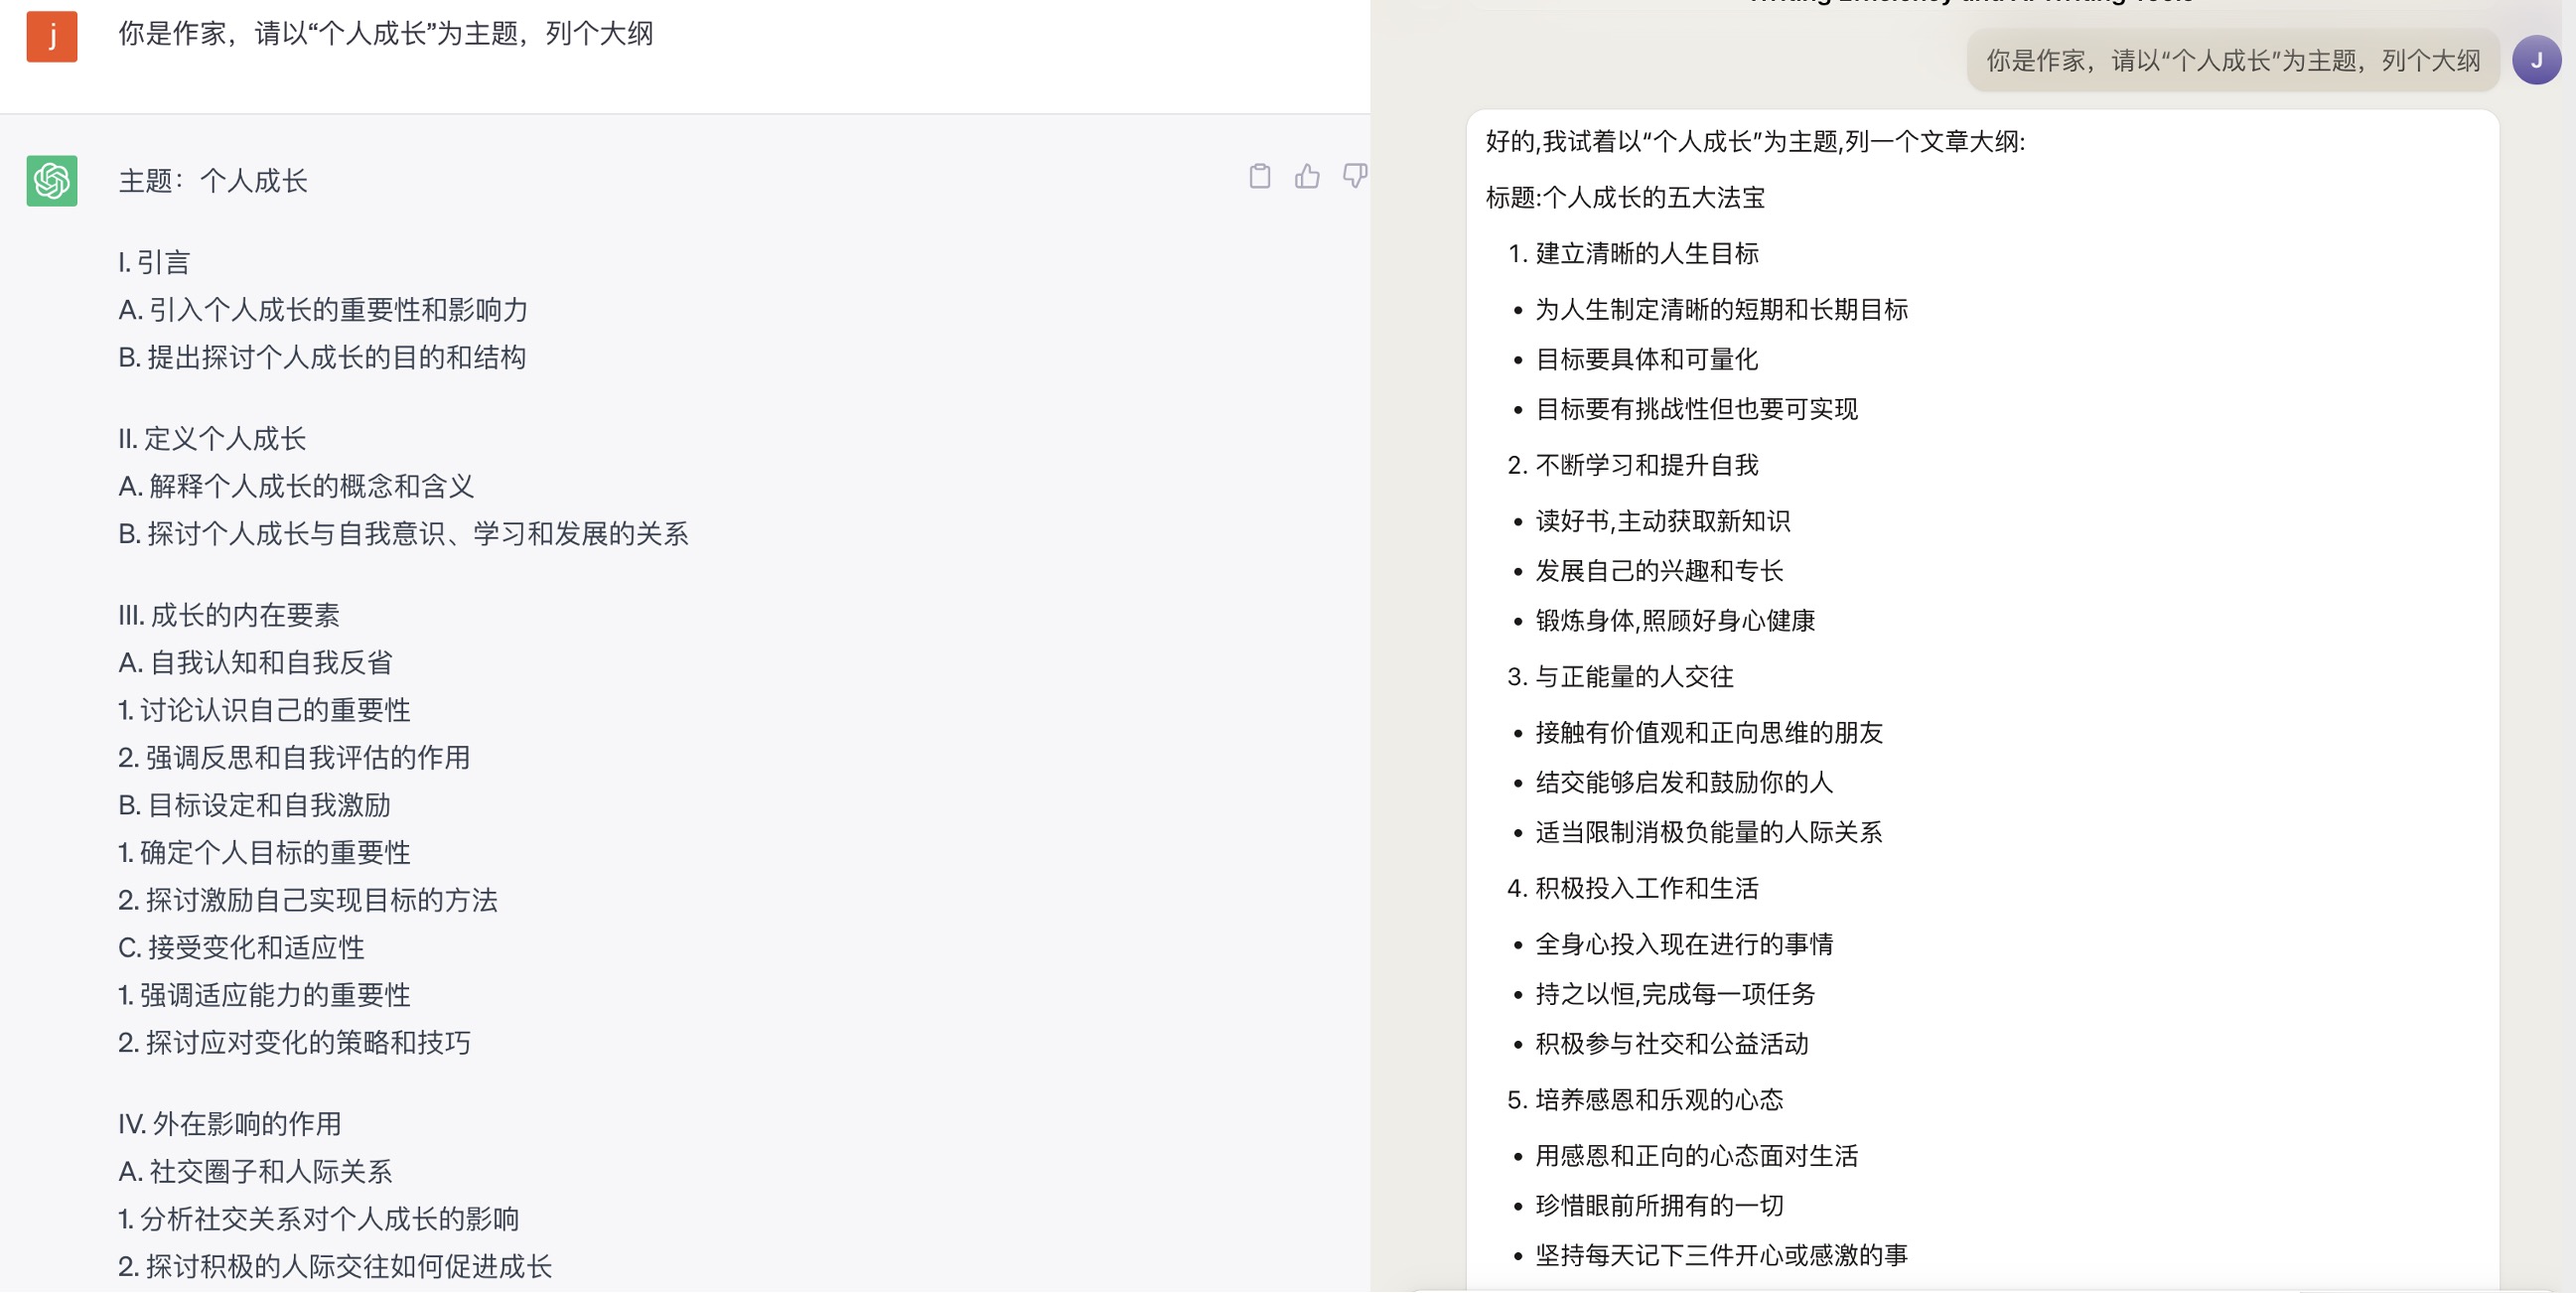 j
你是作家，请以“个人成长”为主题，列个大纲
主题：个人成长
I. 引言
A. 引入个人成长的重要性和影响力
B. 提出探讨个人成长的目的和结构
II. 定义个人成长
A. 解释个人成长的概念和含义
B. 探讨个人成长与自我意识、学习和发展的关系
III. 成长的内在要素
A. 自我认知和自我反省
1. 讨论认识自己的重要性
2. 强调反思和自我评估的作用
B. 目标设定和自我激励
1. 确定个人目标的重要性
2. 探讨激励自己实现目标的方法
C. 接受变化和适应性
1. 强调适应能力的重要性
2. 探讨应对变化的策略和技巧
IV. 外在影响的作用
A. 社交圈子和人际关系
1. 分析社交关系对个人成长的影响
2. 探讨积极的人际交往如何促进成长
Writing Efficiency and AI Writing Tools
你是作家，请以“个人成长”为主题，列个大纲
J
好的,我试着以“个人成长”为主题,列一个文章大纲:
标题:个人成长的五大法宝
1. 建立清晰的人生目标
• 为人生制定清晰的短期和长期目标
• 目标要具体和可量化
• 目标要有挑战性但也要可实现
2. 不断学习和提升自我
• 读好书,主动获取新知识
• 发展自己的兴趣和专长
• 锻炼身体,照顾好身心健康
3. 与正能量的人交往
• 接触有价值观和正向思维的朋友
• 结交能够启发和鼓励你的人
• 适当限制消极负能量的人际关系
4. 积极投入工作和生活
• 全身心投入现在进行的事情
• 持之以恒,完成每一项任务
• 积极参与社交和公益活动
5. 培养感恩和乐观的心态
• 用感恩和正向的心态面对生活
• 珍惜眼前所拥有的一切
• 坚持每天记下三件开心或感激的事